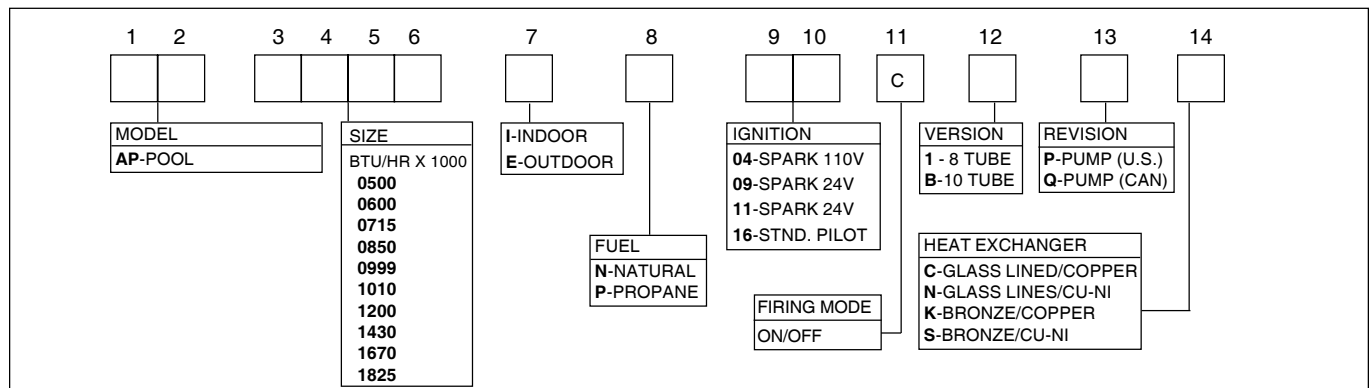 1 2 3 4 5 6 7 8 9 10 11 12 13 14
C
MODEL
AP-POOL
SIZE
BTU/HR X 1000
0500
0600
0715
0850
0999
1010
1200
1430
1670
1825
I-INDOOR
E-OUTDOOR
FUEL
N-NATURAL
P-PROPANE
IGNITION
04-SPARK 110V
09-SPARK 24V
11-SPARK 24V
16-STND. PILOT
FIRING MODE
ON/OFF
VERSION
1 - 8 TUBE
B-10 TUBE
REVISION
P-PUMP (U.S.)
Q-PUMP (CAN)
HEAT EXCHANGER
C-GLASS LINED/COPPER
N-GLASS LINES/CU-NI
K-BRONZE/COPPER
S-BRONZE/CU-NI